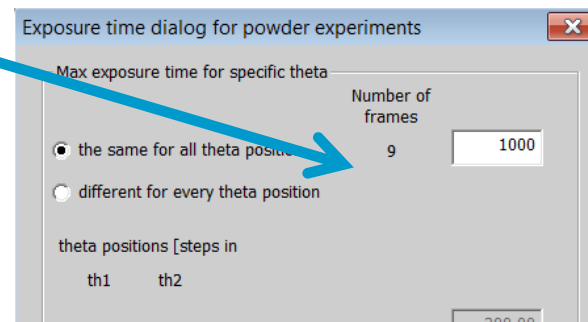 Exposure time dialog for powder experiments
Max exposure time for specific theta
Number of
frames
the same for all theta 9 1000
different for every theta position
theta positions [steps in
th1 th2